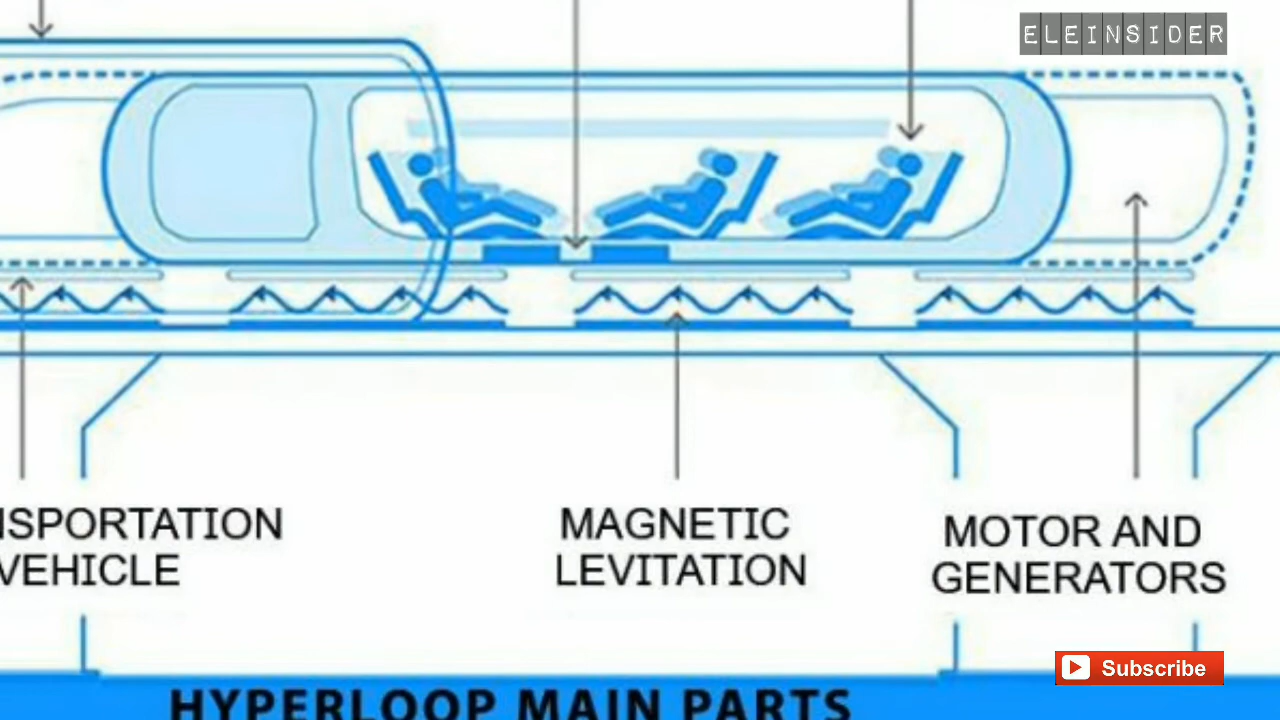 ELEINSIDER
NSPORTATION
VEHICLE
MAGNETIC
LEVITATION
MOTOR AND
GENERATORS
Subscribe
HYPERLOOP MAIN PARTS